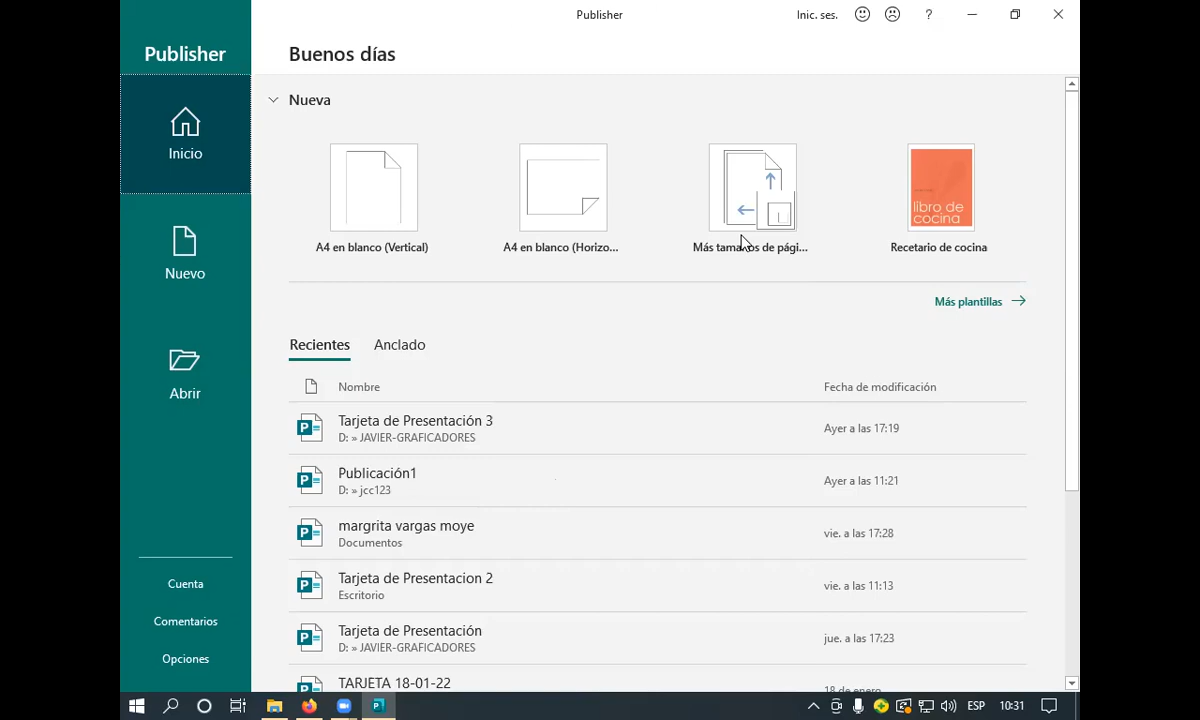 Publisher
Inic. ses.
?
Publisher
Buenos días
Inicio
Nuevo
Abrir
Cuenta
Comentarios
Opciones
Nueva
A4 en blanco (Vertical)
A4 en blanco (Horizo...
Más tamaños de pági...
libro de
cocina
Recetario de cocina
Más plantillas
Recientes
Anclado
Nombre
Fecha de modificación
Tarjeta de Presentación 3
D: » JAVIER-GRAFICADORES
Ayer a las 17:19
Publicación1
D: » jcc123
Ayer a las 11:21
margrita vargas moye
Documentos
vie. a las 17:28
Tarjeta de Presentacion 2
Escritorio
vie. a las 11:13
Tarjeta de Presentación
D: » JAVIER-GRAFICADORES
jue. a las 17:23
TARJETA 18-01-22
18 de enero
ESP
10:31